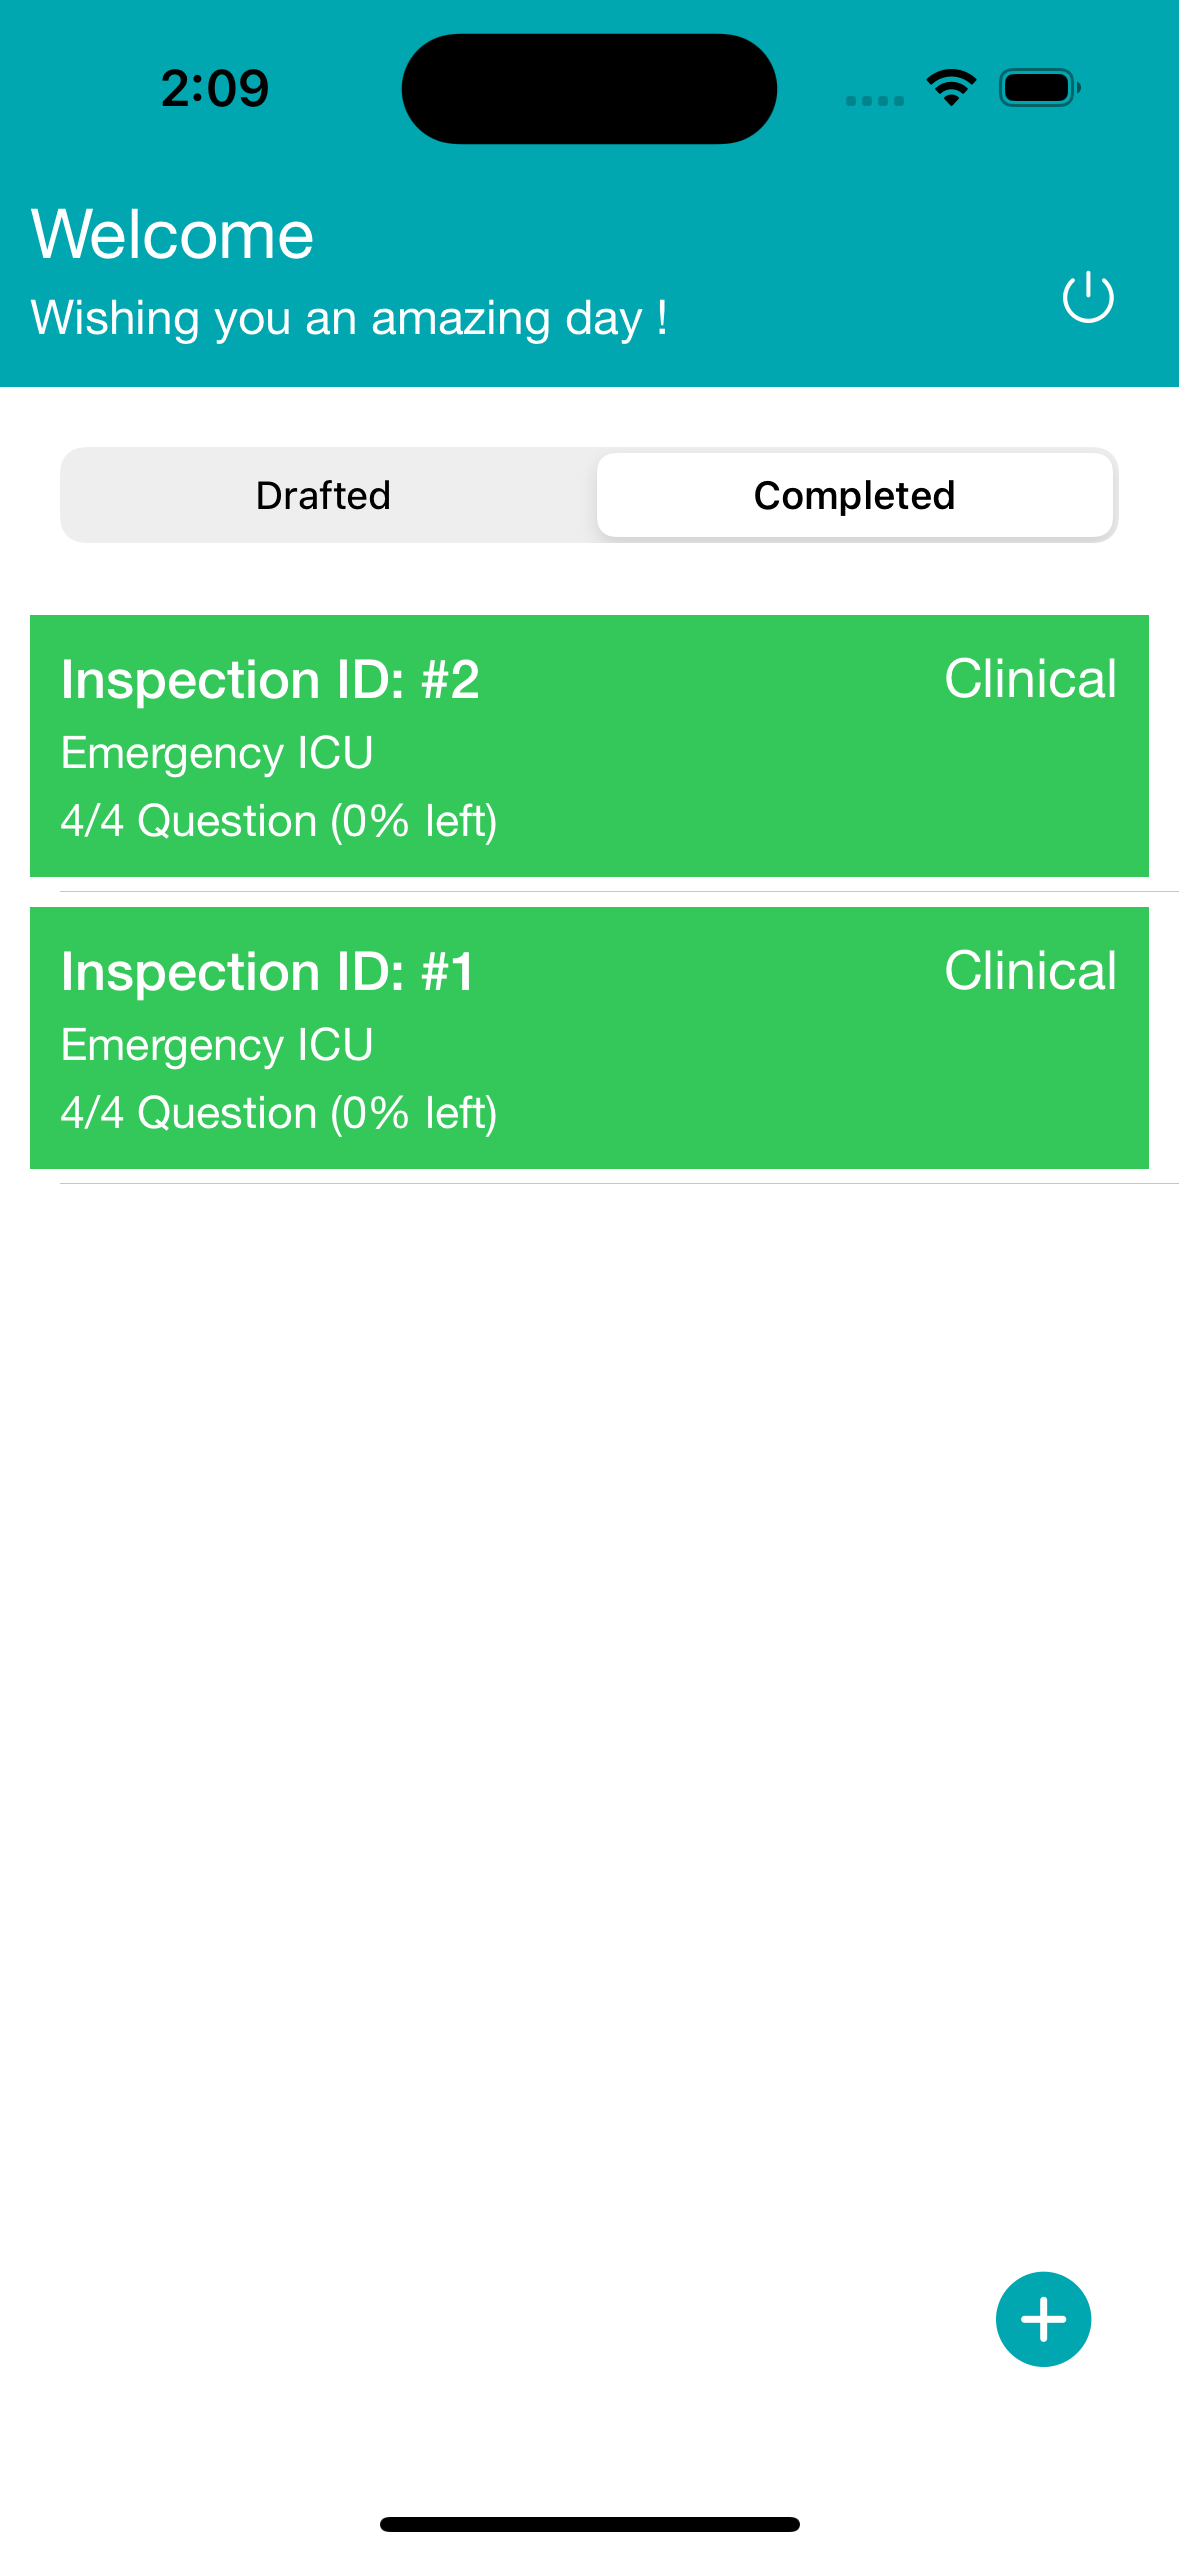 2:09
Welcome
Wishing you an amazing day !
Drafted
Completed
Inspection ID: #2
Clinical
Emergency ICU
4/4 Question (0% left)
Inspection ID: #1
Clinical
Emergency ICU
4/4 Question (0% left)